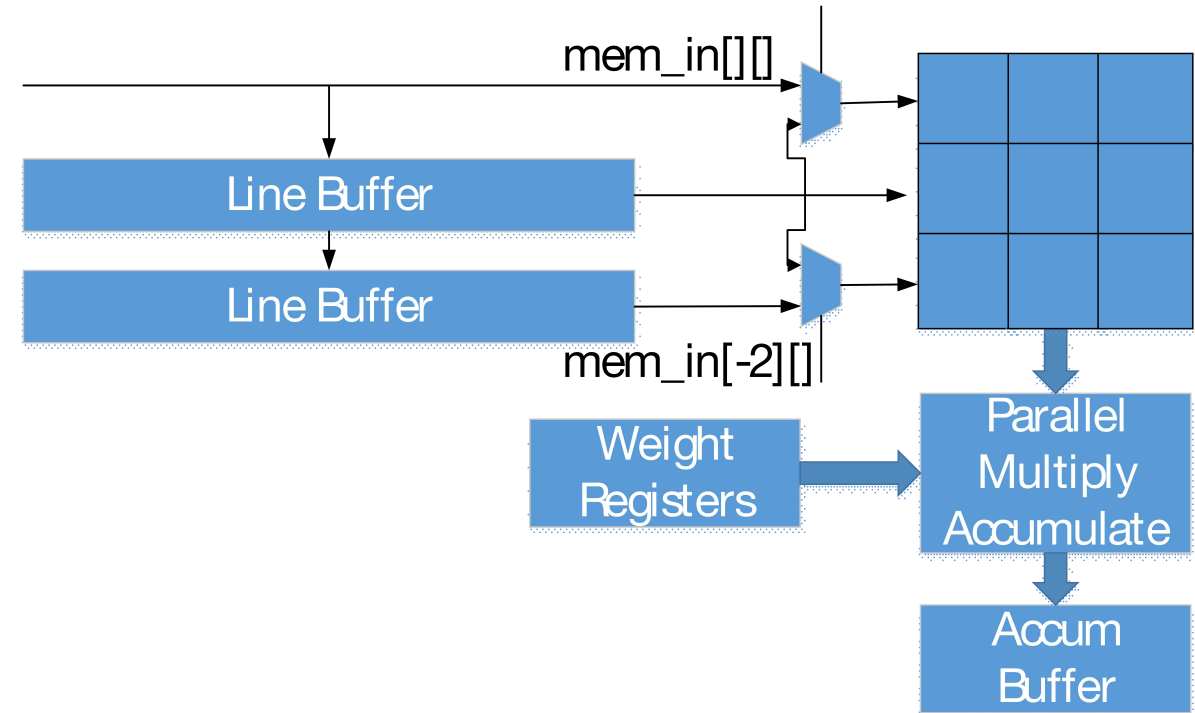 mem_in[][]
Line Buffer
Line Buffer
mem_in[-2][]
Weight
Registers
Parallel
Multiply
Accumulate
Accum
Buffer